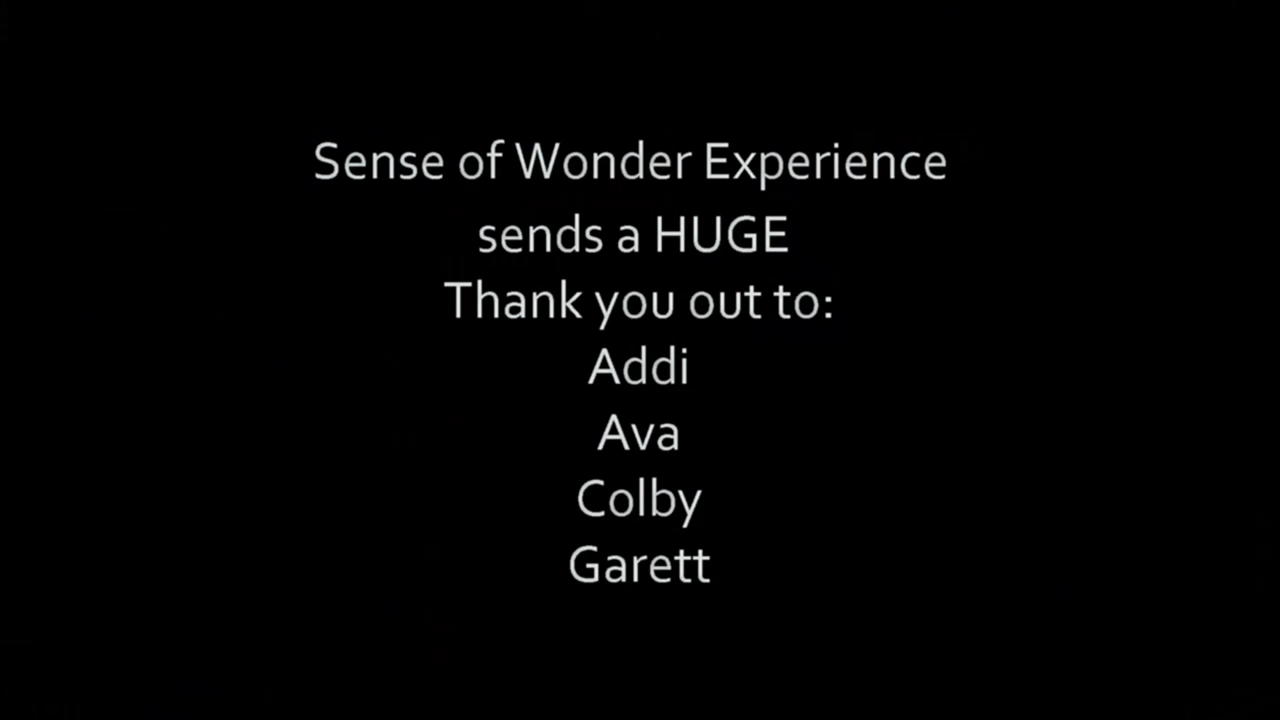 Sense of Wonder Experience
sends a HUGE
Thank you out to:
Addi
Ava
Colby
Garett